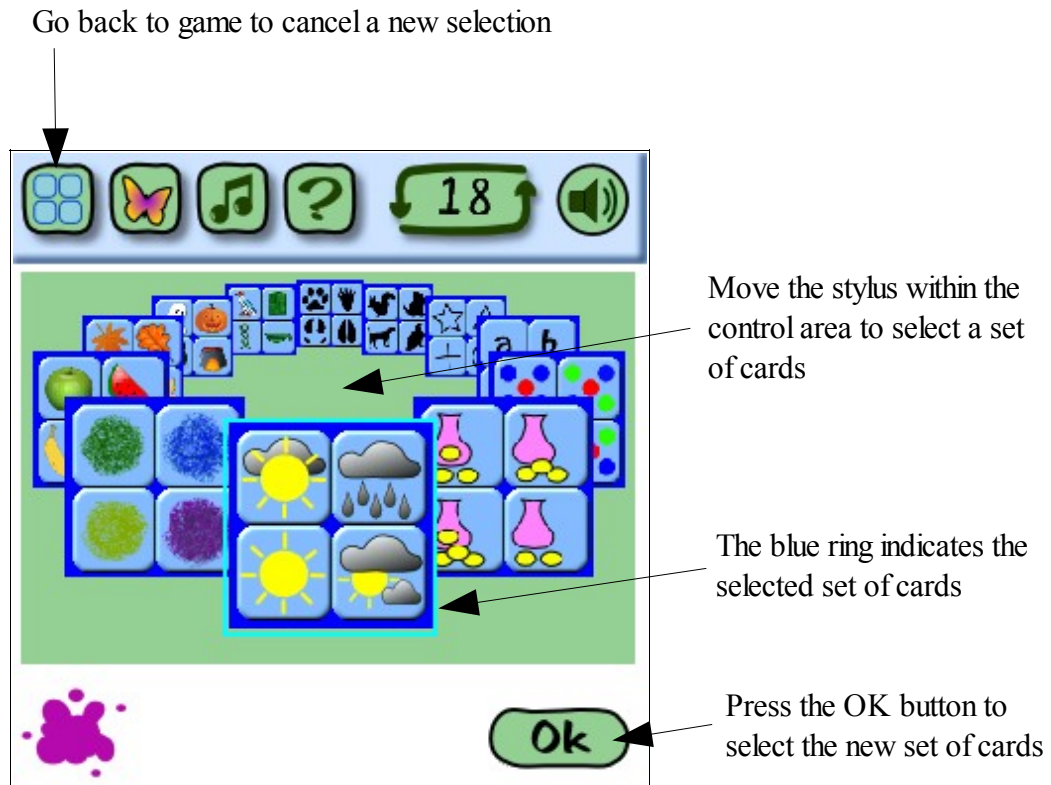 Go back to game to cancel a new selection
?
18
a b
Move the stylus within the
control area to select a set
of cards
The blue ring indicates the
selected set of cards
Ok
Press the OK button to
select the new set of cards